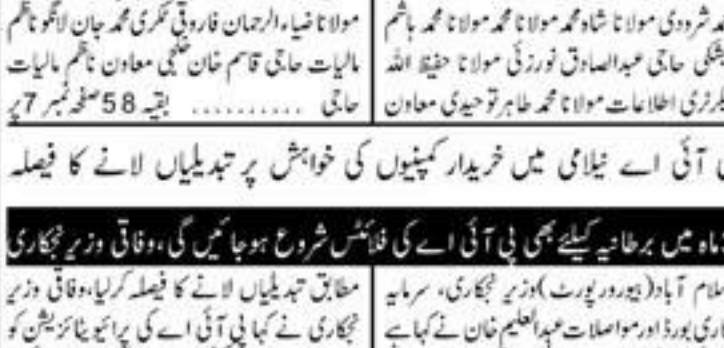 شرودی مولانا شاہ محمد مولانا محمد مولانا محمد ہاشم
حاجی عبدالصادق نورزئی مولانا حفیظ اللہ
اطلاعات مولانا محمد طاہر توحیدی معاون
مولانا ضیاء الرحمان فاروقی محمد جان لانگو ناظم
مالیات حاجی قاسم خان خلجی معاون ناظم مالیات
حاجی .......... بقیہ 58 صفحہ نمبر 7 پر
آئی اے نیلامی میں خریدار کمپنیوں کی خواہش پر تبدیلیاں لانے کا فیصلہ
ماہ میں برطانیہ کیلئے بھی پی آئی اے کی فلائٹس شروع ہوجائیں گی، وفاقی وزیر نجکاری
سلام آباد (بیورو رپورٹ) وزیر نجکاری، سرمایہ
اری بورڈ اور مواصلات عبدالعلیم خان نے کہا ہے
مطابق تبدیلیاں لانے کا فیصلہ کرلیا، وفاقی وزیر
نجکاری نے کہا پی آئی اے کی پرائیویٹائزیشن کو